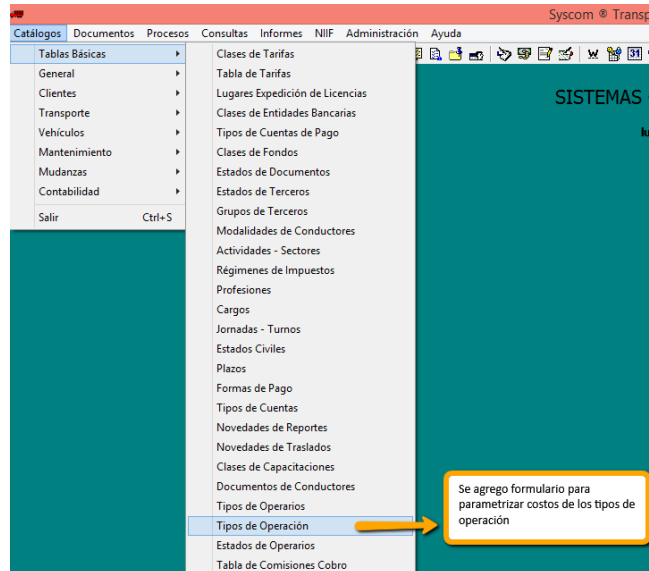 Syscom ® Transp
Catálogos Documentos Procesos Consultas Informes NIIF Administración Ayuda
Tablas Básicas
General
Clientes
Transporte
Vehículos
Mantenimiento
Mudanzas
Contabilidad
Salir Ctrl+S
Clases de Tarifas
Tabla de Tarifas
Lugares Expedición de Licencias
Clases de Entidades Bancarias
Tipos de Cuentas de Pago
Clases de Fondos
Estados de Documentos
Estados de Terceros
Grupos de Terceros
Modalidades de Conductores
Actividades - Sectores
Régimenes de Impuestos
Profesiones
Cargos
Jornadas - Turnos
Estados Civiles
Plazos
Formas de Pago
Tipos de Cuentas
Novedades de Reportes
Novedades de Traslados
Clases de Capacitaciones
Documentos de Conductores
Tipos de Operarios
Tipos de Operación
Estados de Operarios
Tabla de Comisiones Cobro
W 31
SISTEMAS
lu
Se agrego formulario para
parametrizar costos de los tipos de
operación